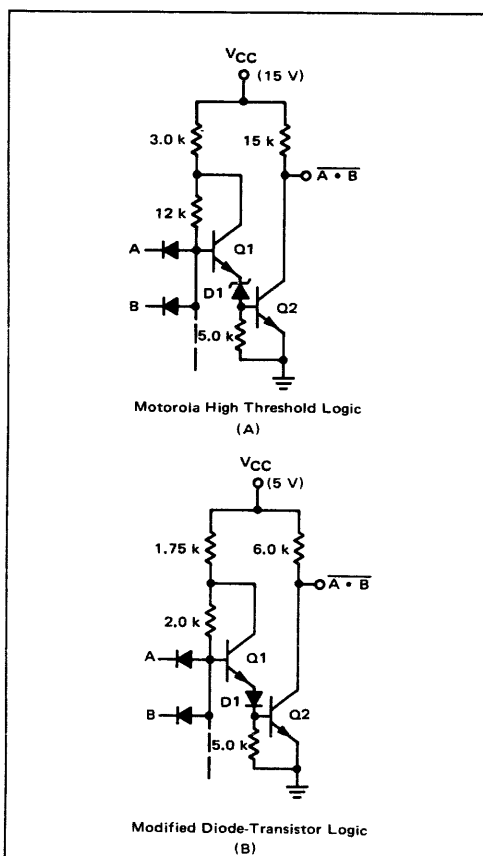 VCC
(15 V)
3.0 k
15 k
A • B
12 k
A
Q1
D1
B
Q2
5.0 k
Motorola High Threshold Logic
(A)
VCC
(5 V)
1.75 k
6.0 k
A • B
2.0 k
A
Q1
D1
B
Q2
5.0 k
Modified Diode-Transistor Logic
(B)